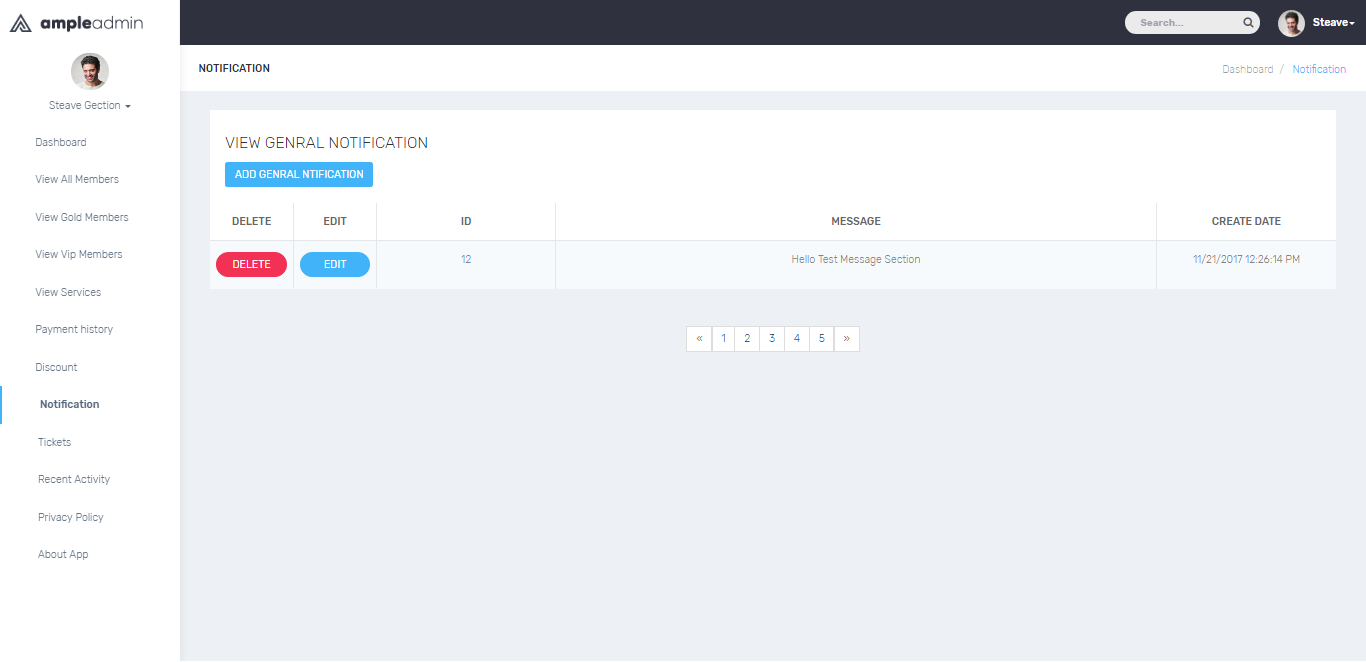 ampleadmin
Search...
Steave
Steave Gection
Dashboard
View All Members
View Gold Members
View Vip Members
View Services
Payment history
Discount
Notification
Tickets
Recent Activity
Privacy Policy
About App
NOTIFICATION
Dashboard / Notification
VIEW GENRAL NOTIFICATION
ADD GENRAL NTIFICATION
DELETE EDIT ID MESSAGE CREATE DATE
DELETE EDIT 12 Hello Test Message Section 11/21/2017 12:26:14 PM
« 1 2 3 4 5 »